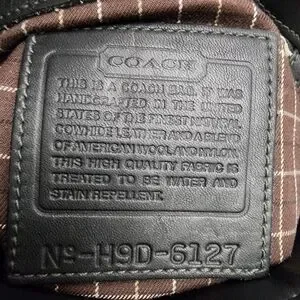 COACH
THIS IS A COACH BAG. IT WAS
HANDCRAFTED IN THE UNITED
STATES OF THE FINEST NATURAL
COWHIDE LEATHER AND A BLEND
OF AMERICAN WOOL AND NYLON.
THIS HIGH QUALITY FABRIC IS
TREATED TO BE WATER AND
STAIN REPELLENT.
Nº-H9D-6127